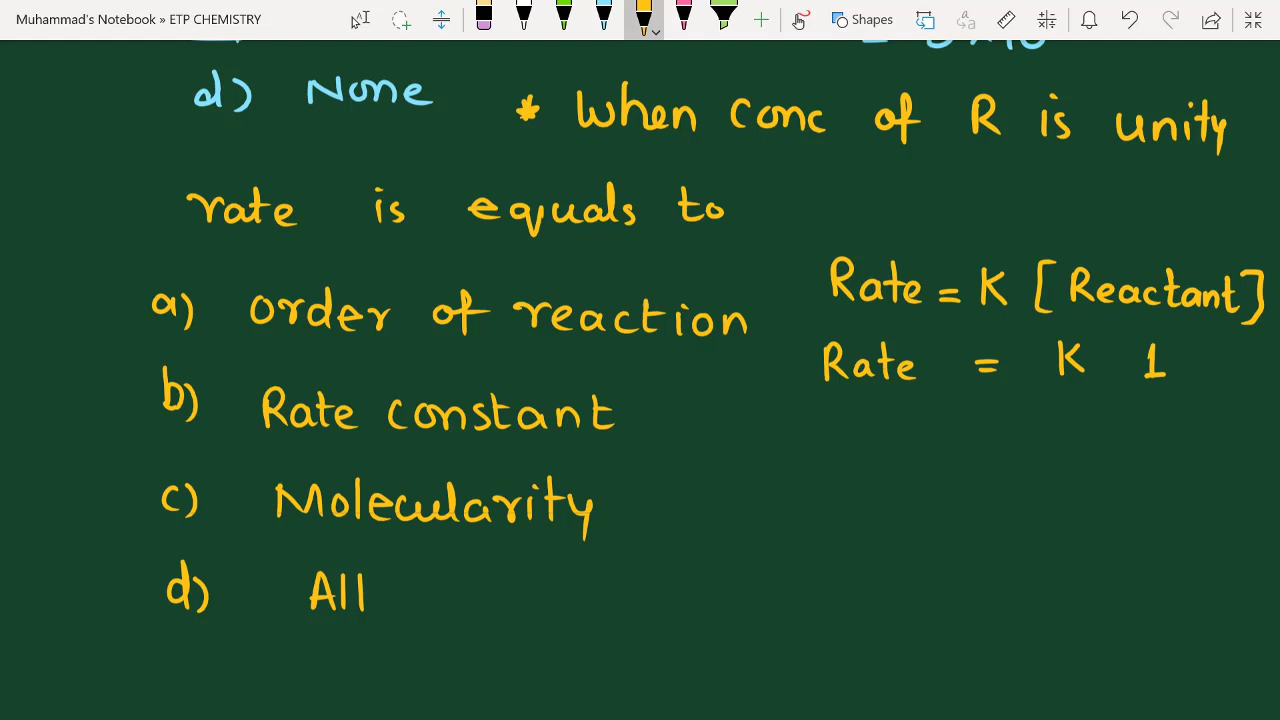 Muhammad's Notebook » ETP CHEMISTRY
Shapes
d) None
* When conc of R is unity
rate is equals to
a) order of reaction
b) Rate constant
c) Molecularity
d) All
Rate = K [Reactant]
Rate = K 1